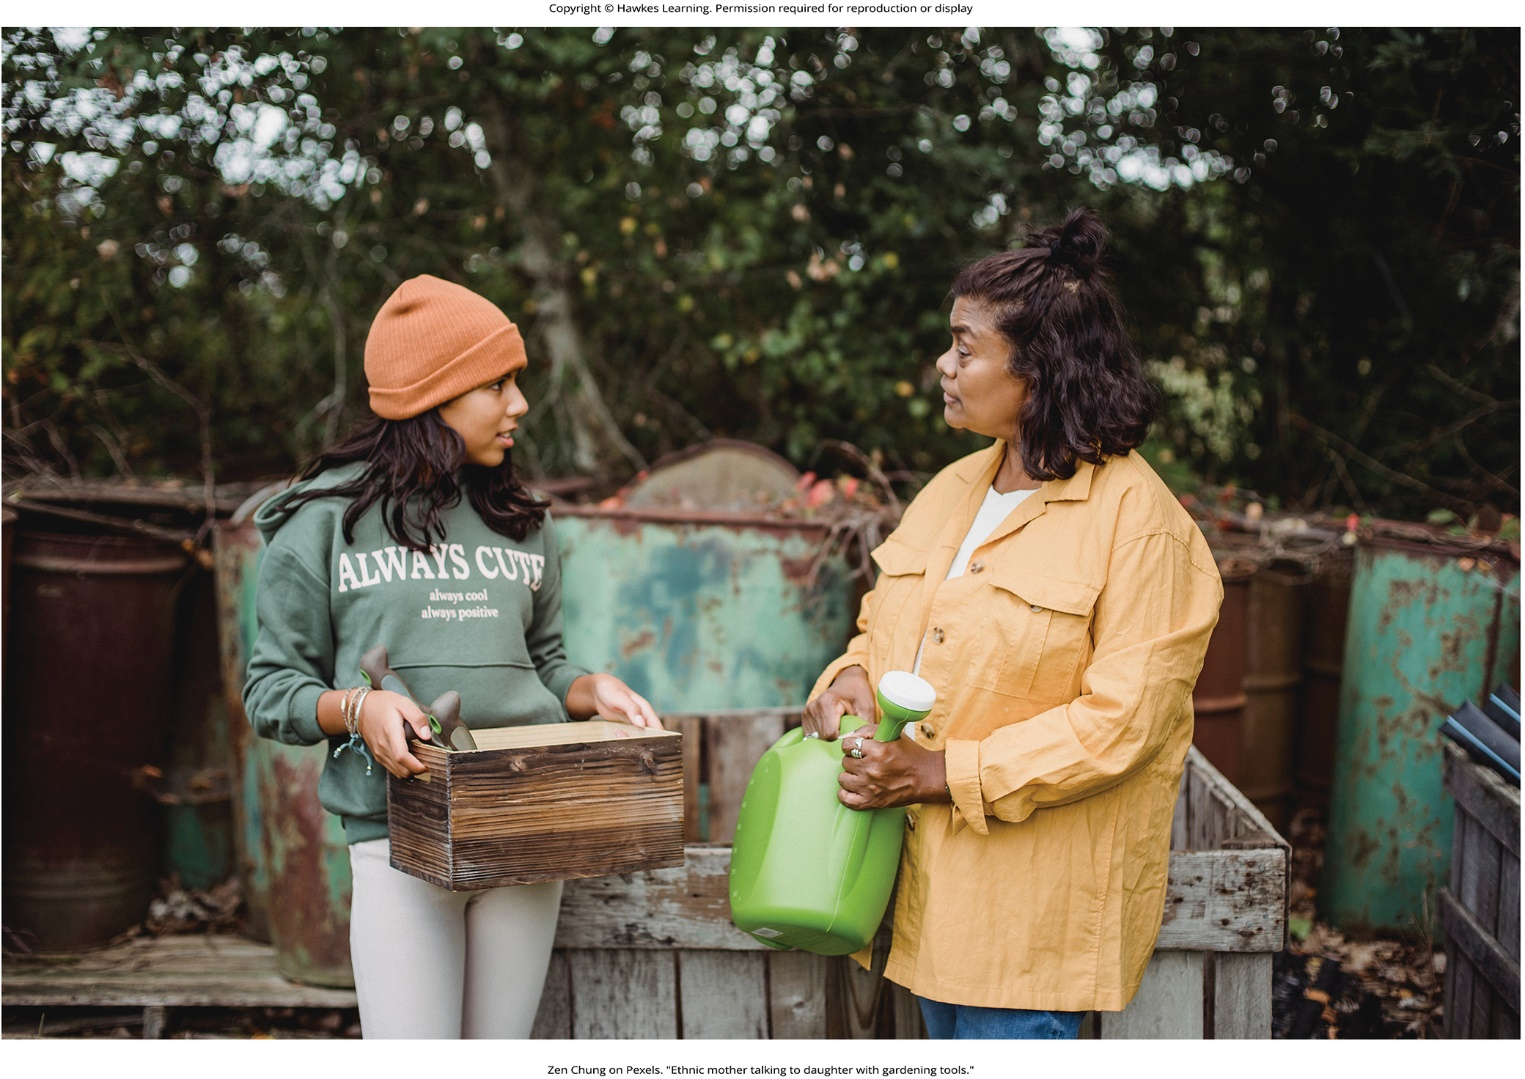 Copyright © Hawkes Learning. Permission required for reproduction or display
ALWAYS CUTE
always cool
always positive
Zen Chung on Pexels. "Ethnic mother talking to daughter with gardening tools."